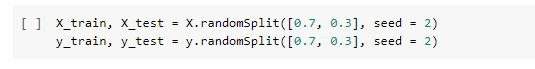 [ ] X_train, X_test = X.randomSplit([0.7, 0.3], seed = 2)
y_train, y_test = y.randomSplit([0.7, 0.3], seed = 2)